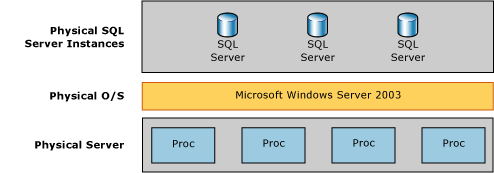 Physical SQL
Server Instances
SQL
Server
SQL
Server
SQL
Server
Physical O/S
Microsoft Windows Server 2003
Physical Server
Proc
Proc
Proc
Proc